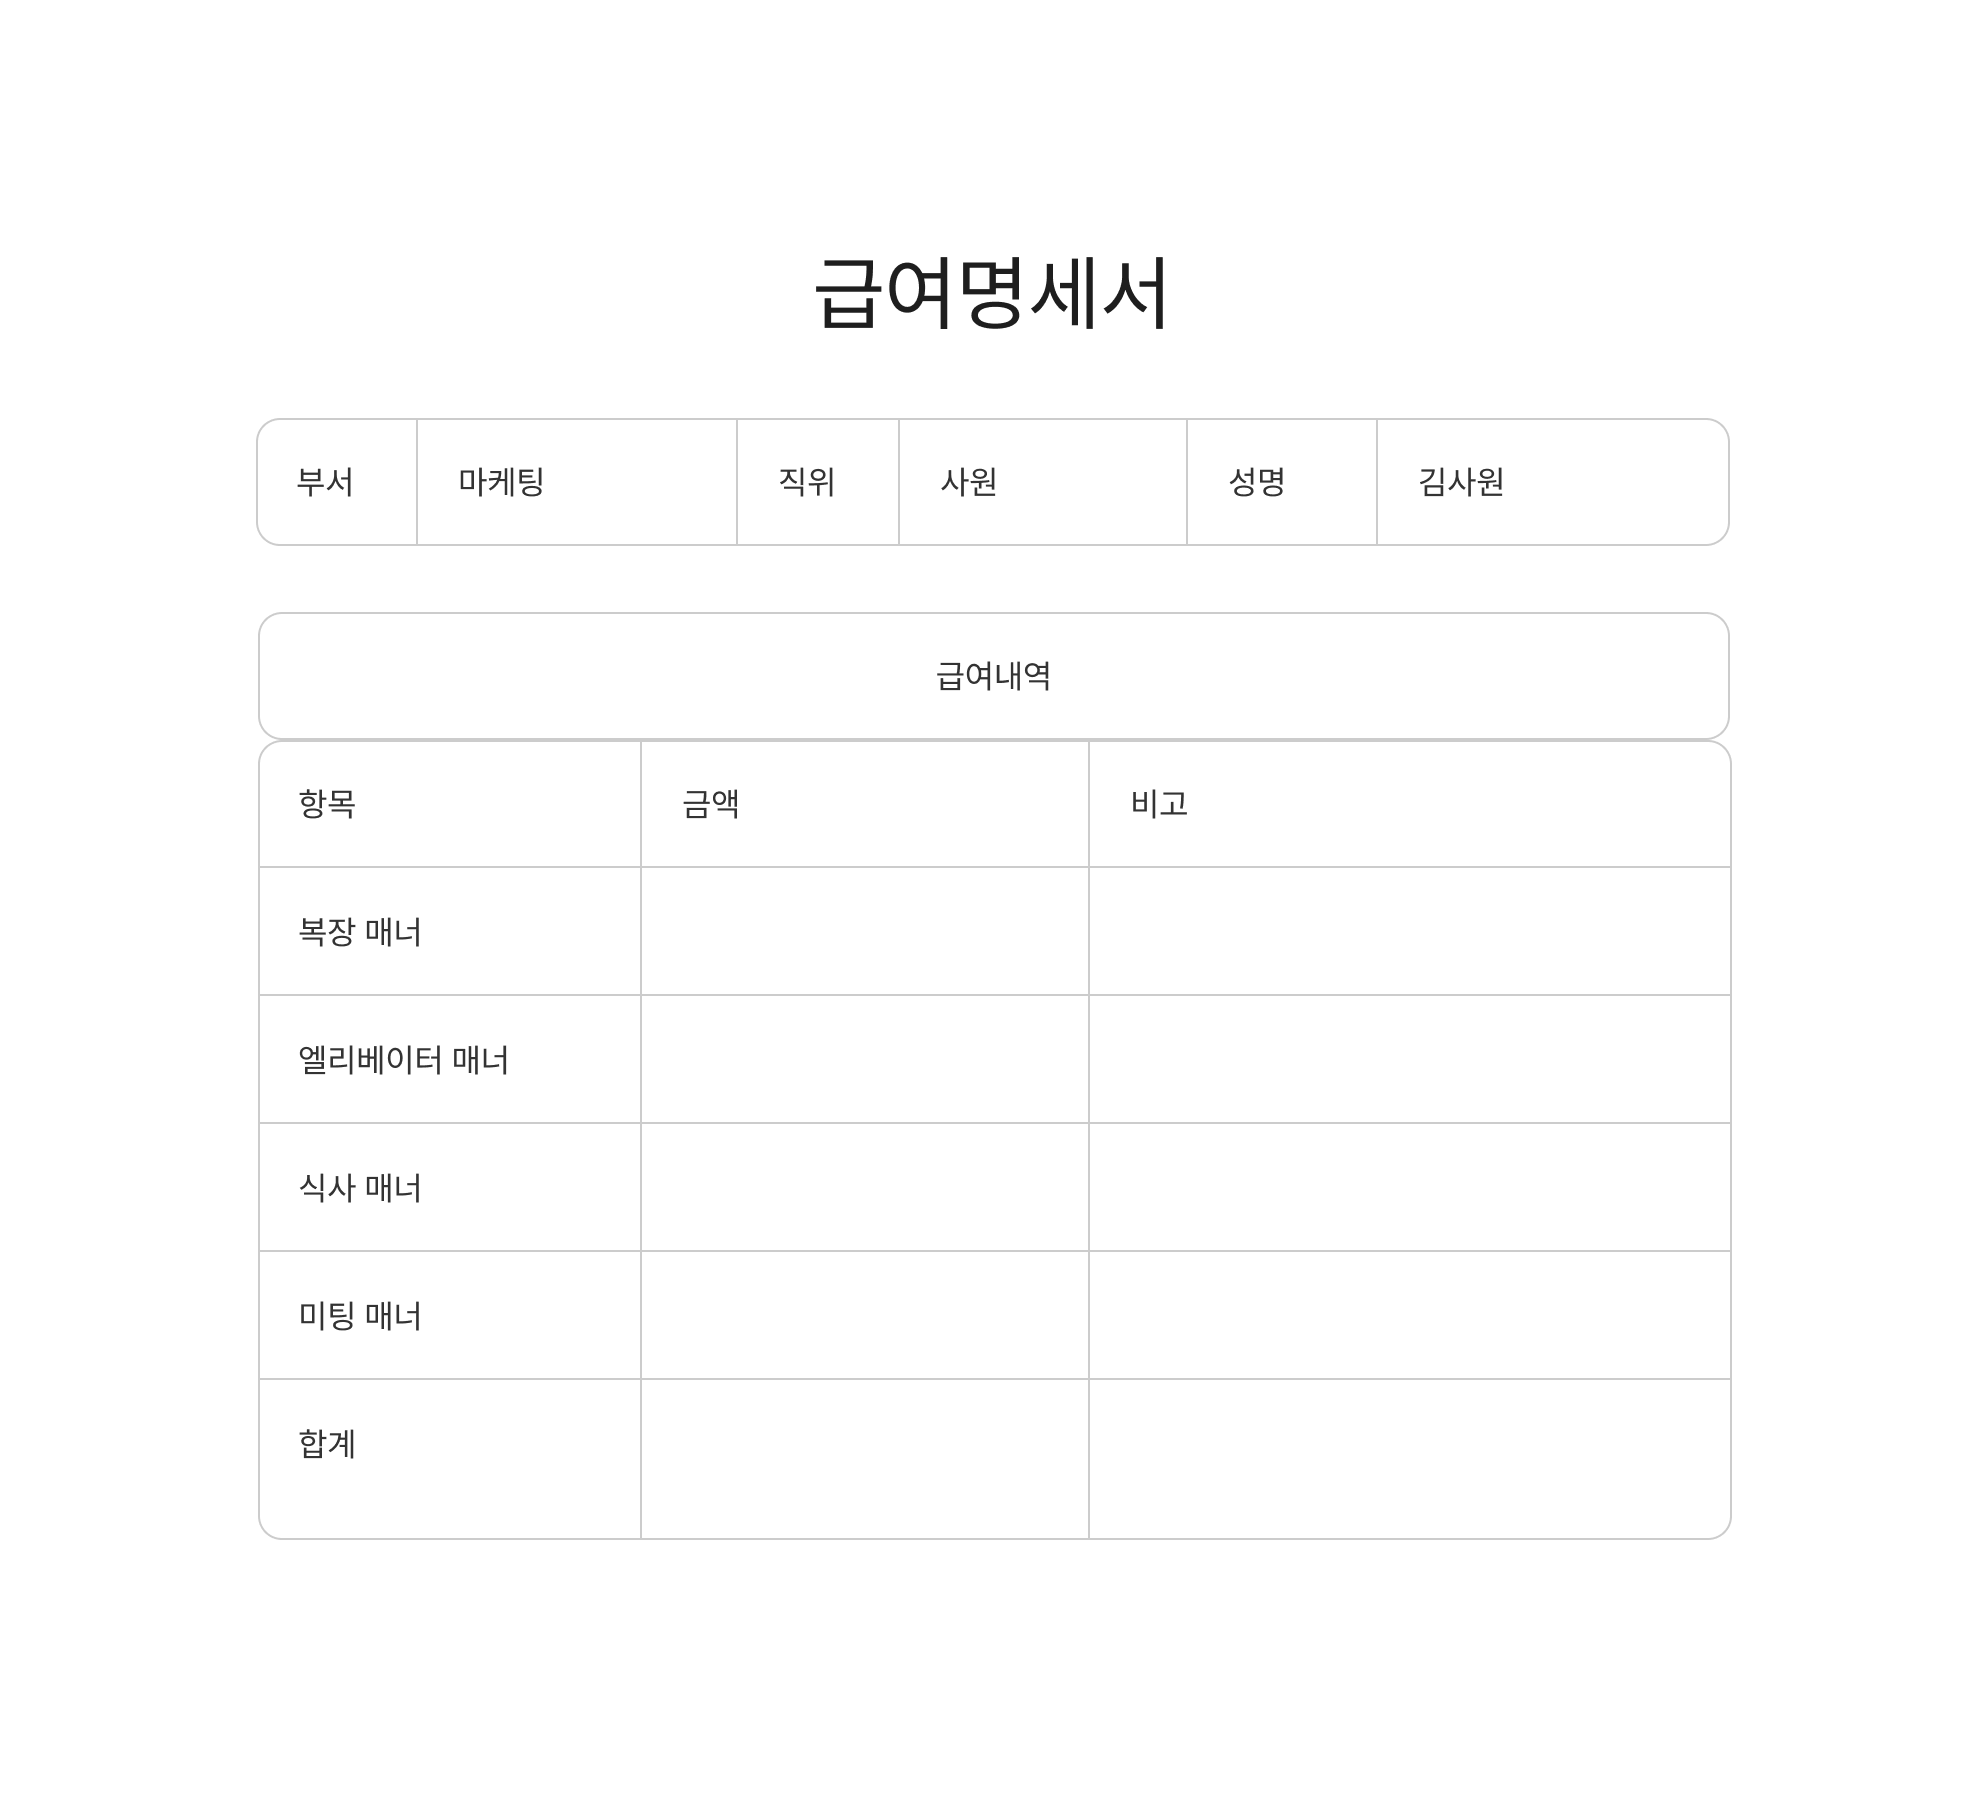 급여명세서
부서 마케팅 직위 사원 성명 김사원
급여내역
항목 금액 비고
복장 매너
엘리베이터 매너
식사 매너
미팅 매너
합계